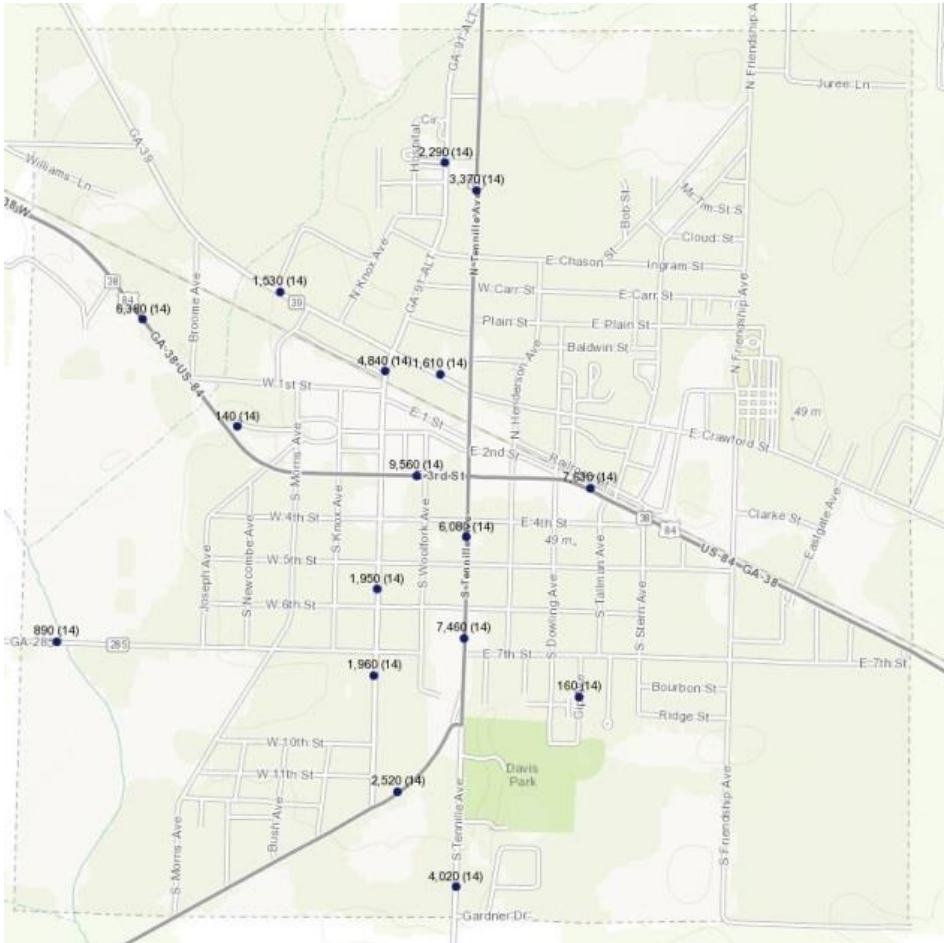 GA 91 ALT
N Friendship A
Juree Ln
GA-39
Hospital
Cir
2,290 (14)
3,370 (14)
Williams Ln
38 W
Bob St
Mr Tim St S
Cloud St
N Tennille Ave
E Chason St
Ingram St
N Knox Ave
GA-91 ALT
1,530 (14)
39
38
84
Broome Ave
W Carr St
E Carr St
GA-38-US-84
Plain St
E Plain St
Baldwin St
N Henderson Ave
N Friendship Ave
4,840 (14)
1,610 (14)
W 1st St
E 1 St
49 m
140 (14)
E Crawford St
E 2nd St
S Morris Ave
9,560 (14)
3rd St
7,630 (14)
S Knox Ave
S Woolfork Ave
W 4th St
E 4th St
38
84
Clarke St
Eastgate Ave
6,080 (14)
49 m
US-84-GA-38
W 5th St
Joseph Ave
S Newcombe Ave
S Tennille
S Dowling Ave
S Tallman Ave
S Stern Ave
1,950 (14)
W 6th St
890 (14)
GA-285
285
7,460 (14)
E 7th St
E 7th St
1,960 (14)
160 (14)
Bourbon St
Ridge St
W 10th St
W 11th St
2,520 (14)
Davis
Park
Bush Ave
S Morris Ave
S Tennille Ave
S Friendship Ave
4,020 (14)
Gardner Dr